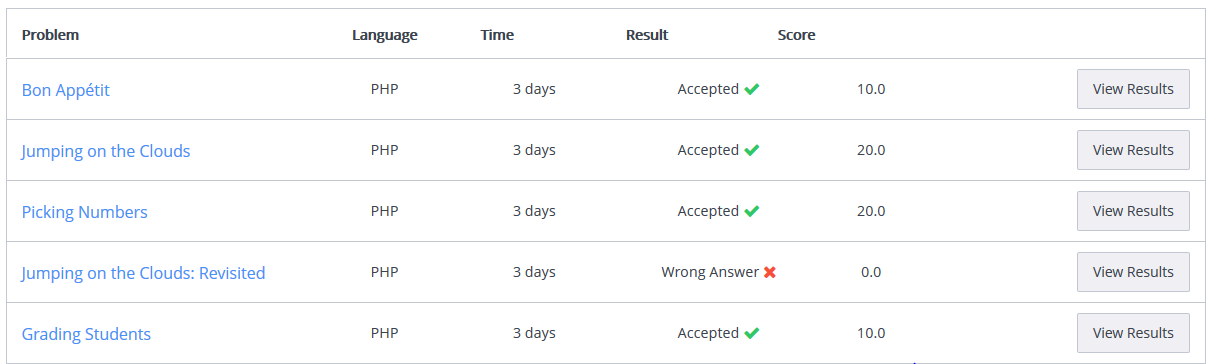 Problem Language Time Result Score
Bon Appétit PHP 3 days Accepted 10.0 View Results
Jumping on the Clouds PHP 3 days Accepted 20.0 View Results
Picking Numbers PHP 3 days Accepted 20.0 View Results
Jumping on the Clouds: Revisited PHP 3 days Wrong Answer 0.0 View Results
Grading Students PHP 3 days Accepted 10.0 View Results